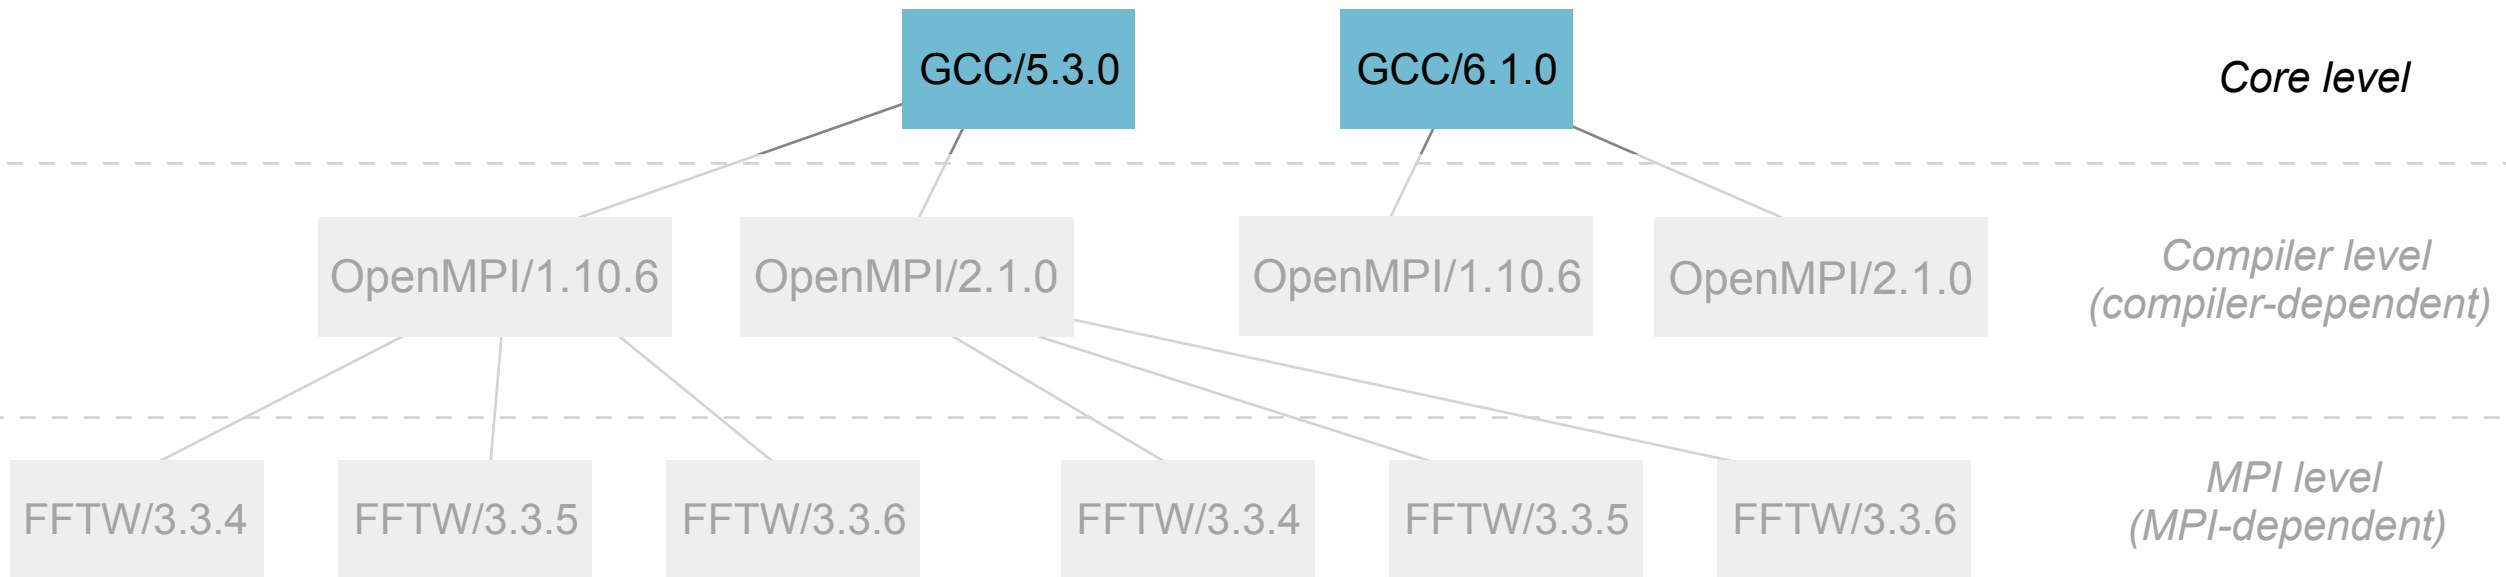 GCC/5.3.0
GCC/6.1.0
Core level
OpenMPI/1.10.6
OpenMPI/2.1.0
OpenMPI/1.10.6
OpenMPI/2.1.0
Compiler level
(compiler-dependent)
FFTW/3.3.4
FFTW/3.3.5
FFTW/3.3.6
FFTW/3.3.4
FFTW/3.3.5
FFTW/3.3.6
MPI level
(MPI-dependent)